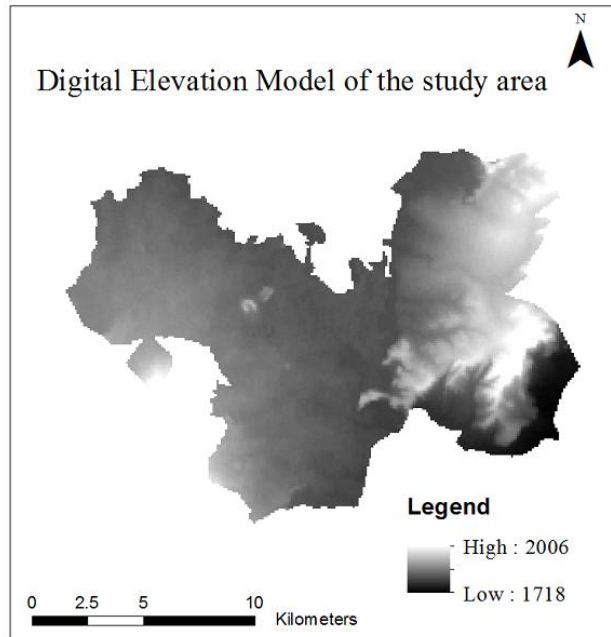 N
Digital Elevation Model of the study area
Legend
High : 2006
Low : 1718
0 2.5 5 10
Kilometers